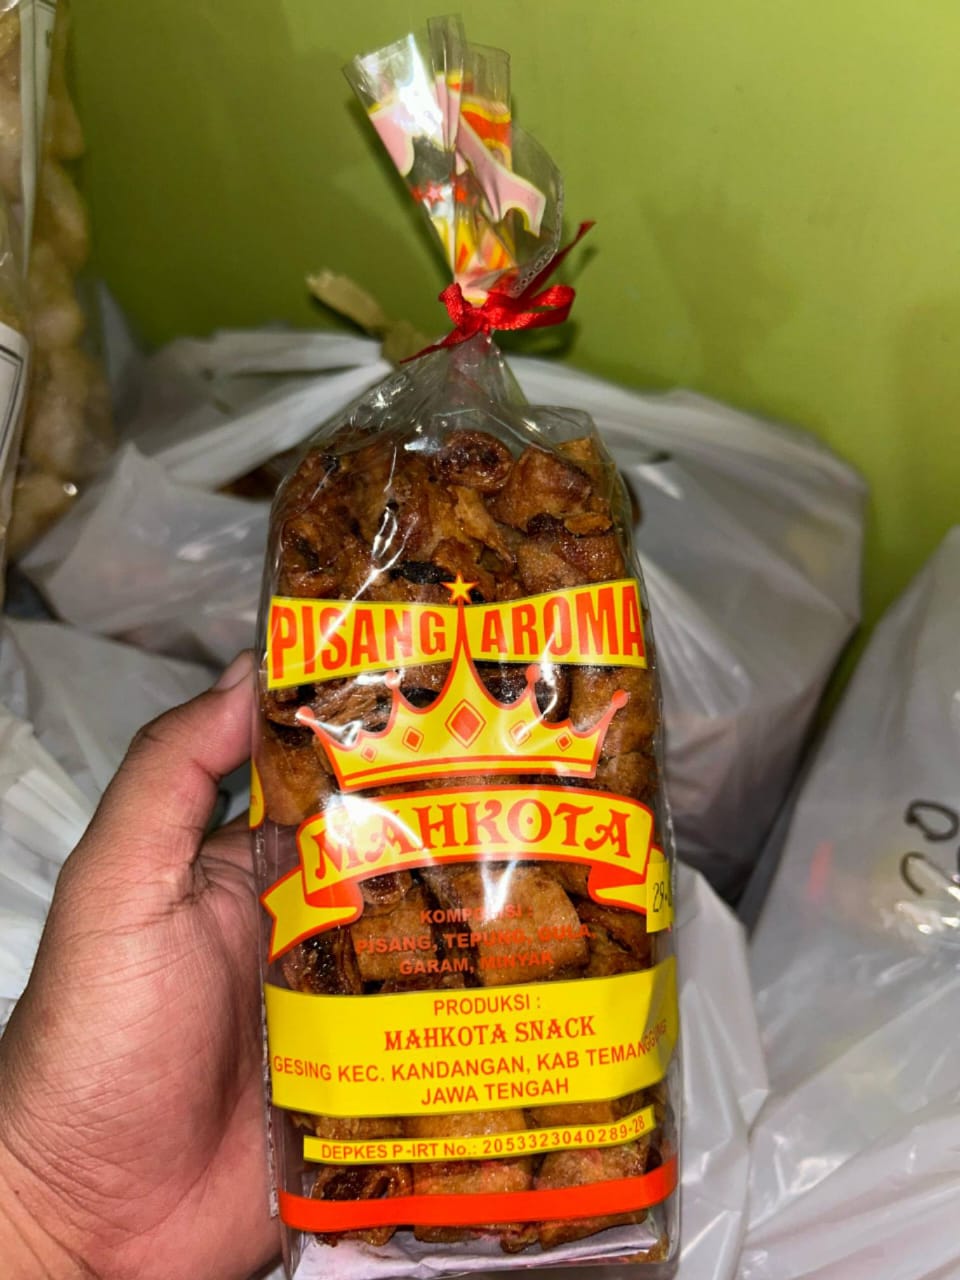 PISANG AROMA
MAHKOTA
KOMPOSISI :
PISANG, TEPUNG, GULA
GARAM, MINYAK
PRODUKSI :
MAHKOTA SNACK
GESING KEC. KANDANGAN, KAB TEMANGGUNG
JAWA TENGAH
DEPKES P-IRT No.: 2053323040289-28